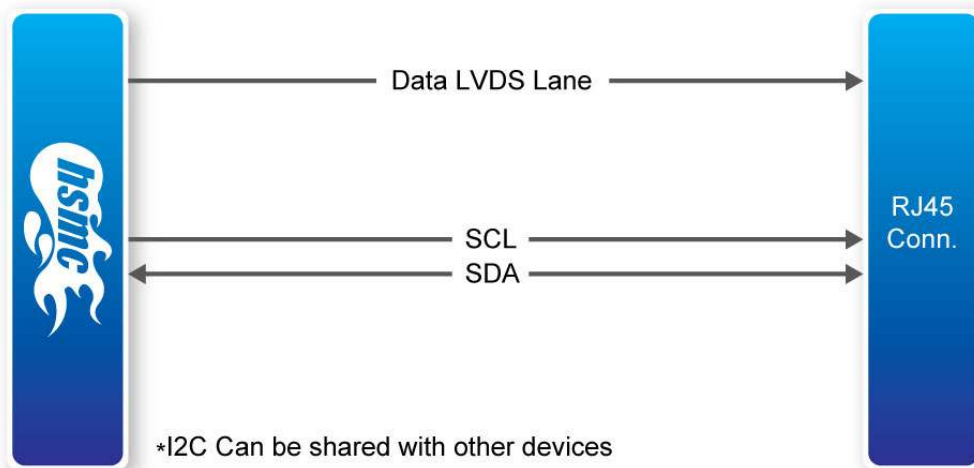 Data LVDS Lane
hsmc
RJ45
Conn.
SCL
SDA
*I2C Can be shared with other devices